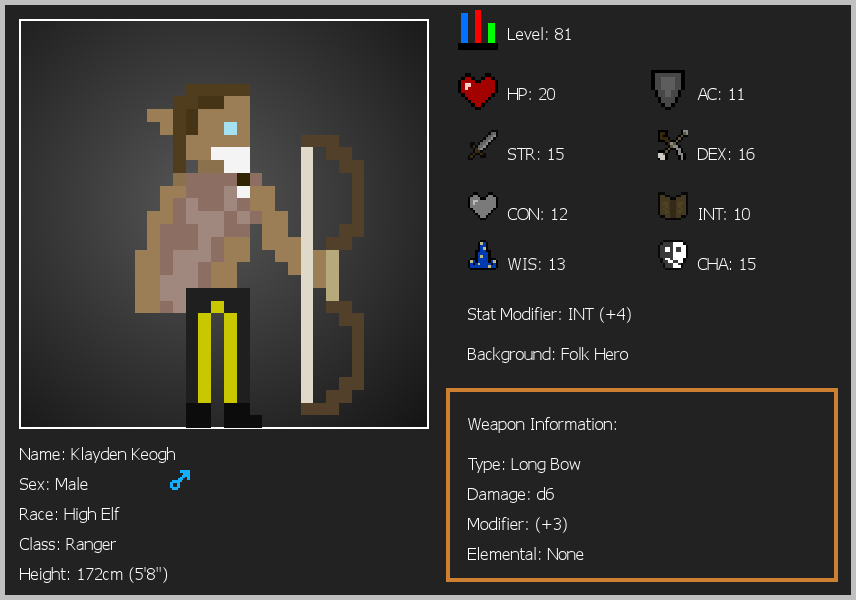 Level: 81
HP: 20
AC: 11
STR: 15
DEX: 16
CON: 12
INT: 10
WIS: 13
CHA: 15
Stat Modifier: INT (+4)
Background: Folk Hero
Weapon Information:
Type: Long Bow
Damage: d6
Modifier: (+3)
Elemental: None
Name: Klayden Keogh
Sex: Male
Race: High Elf
Class: Ranger
Height: 172cm (5'8")